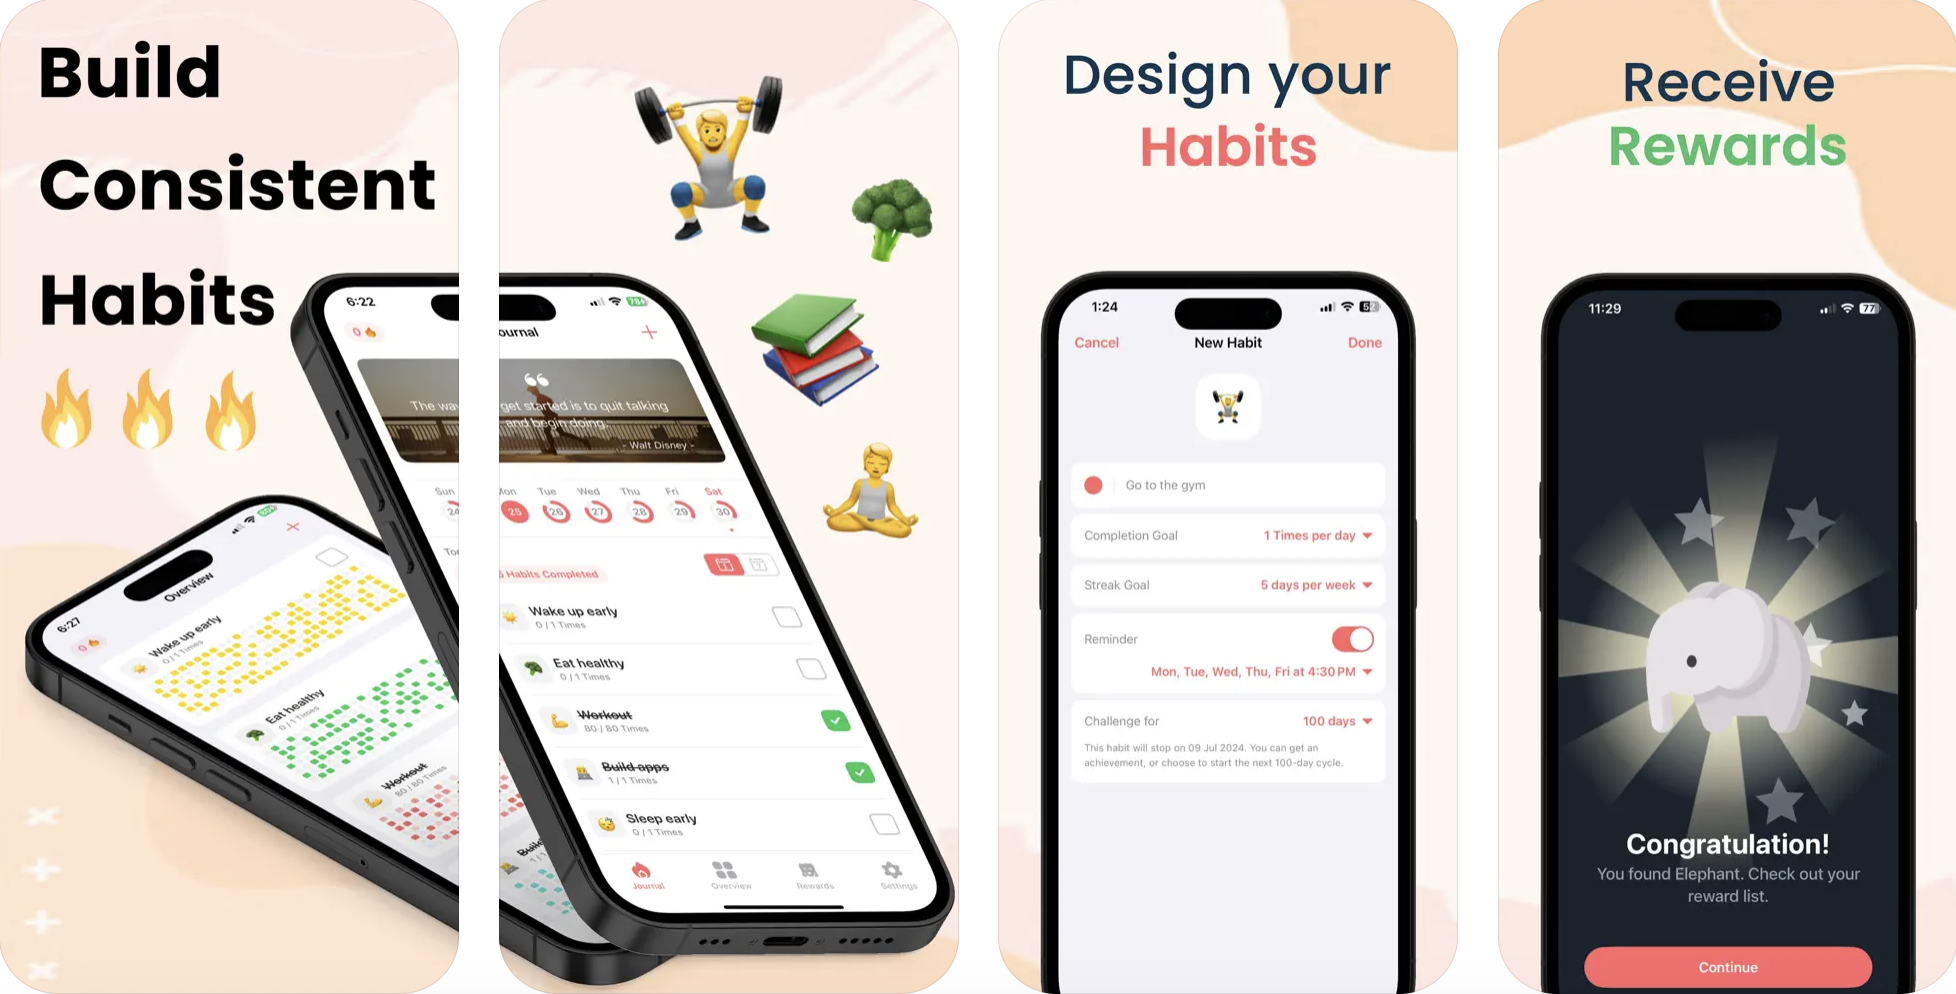 Build
Consistent
Habits
6:22
0
The wa
Sun
24
6:27
0
Overview
Wake up early
0 / 1 Times
Eat healthy
0 / 1 Times
Workout
80 / 80 Times
ournal
get started is to quit talking
and begin doing.
- Walt Disney -
Mon Tue Wed Thu Fri Sat
25 26 27 28 29 30
Habits Completed
Wake up early
0 / 1 Times
Eat healthy
0 / 1 Times
Workout
80 / 80 Times
Build apps
1 / 1 Times
Sleep early
0 / 1 Times
Journal Overview Rewards Settings
Design your
Habits
1:24
52
Cancel New Habit Done
Go to the gym
Completion Goal 1 Times per day
Streak Goal 5 days per week
Reminder
Mon, Tue, Wed, Thu, Fri at 4:30 PM
Challenge for 100 days
This habit will stop on 09 Jul 2024. You can get an
achievement, or choose to start the next 100-day cycle.
Receive
Rewards
11:29
77
Congratulation!
You found Elephant. Check out your
reward list.
Continue